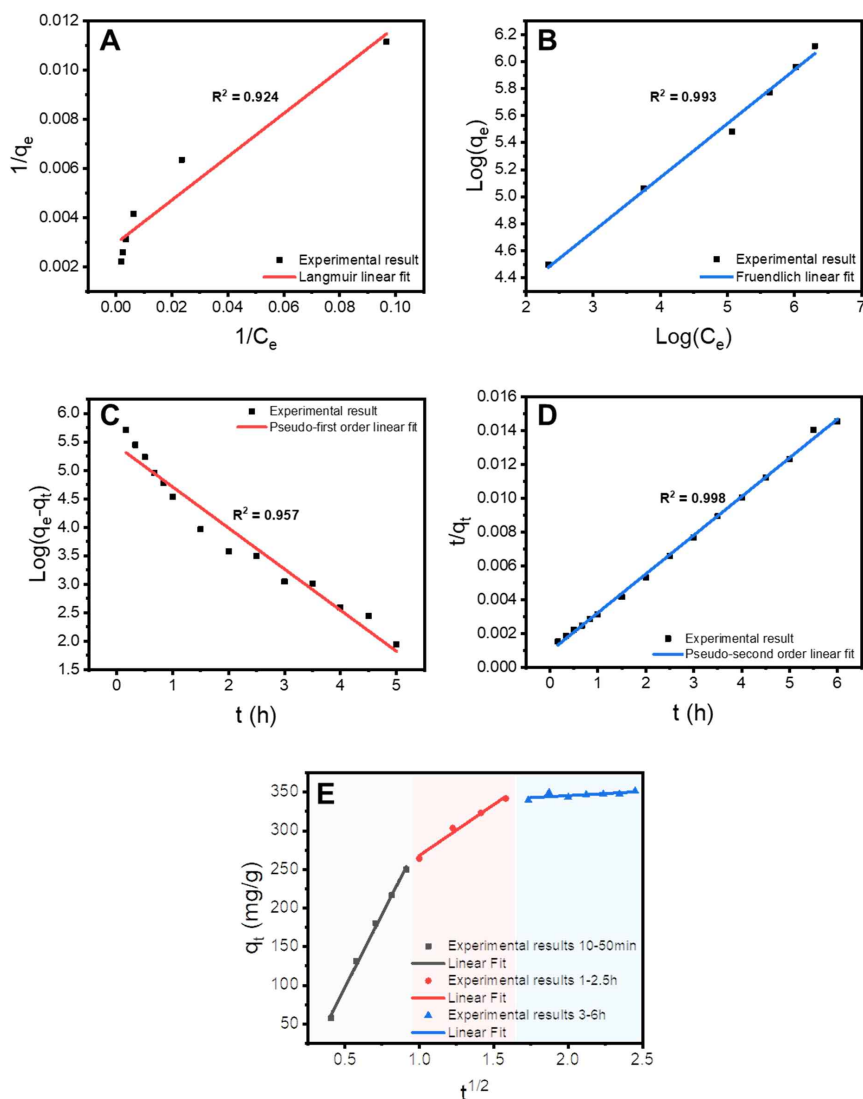 A
R² = 0.924
1/qₑ
0.012
0.010
0.008
0.006
0.004
0.002
Experimental result
Langmuir linear fit
0.00 0.02 0.04 0.06 0.08 0.10
1/Cₑ
B
R² = 0.993
Log(qₑ)
6.2
6.0
5.8
5.6
5.4
5.2
5.0
4.8
4.6
4.4
Experimental result
Fruendlich linear fit
2 3 4 5 6 7
Log(Cₑ)
C
Experimental result
Pseudo-first order linear fit
R² = 0.957
Log(qₑ-qₜ)
6.0
5.5
5.0
4.5
4.0
3.5
3.0
2.5
2.0
1.5
0 1 2 3 4 5
t (h)
D
R² = 0.998
t/qₜ
0.016
0.014
0.012
0.010
0.008
0.006
0.004
0.002
0.000
Experimental result
Pseudo-second order linear fit
0 1 2 3 4 5 6
t (h)
E
qₜ (mg/g)
350
300
250
200
150
100
50
Experimental results 10-50min
Linear Fit
Experimental results 1-2.5h
Linear Fit
Experimental results 3-6h
Linear Fit
0.5 1.0 1.5 2.0 2.5
t¹/²